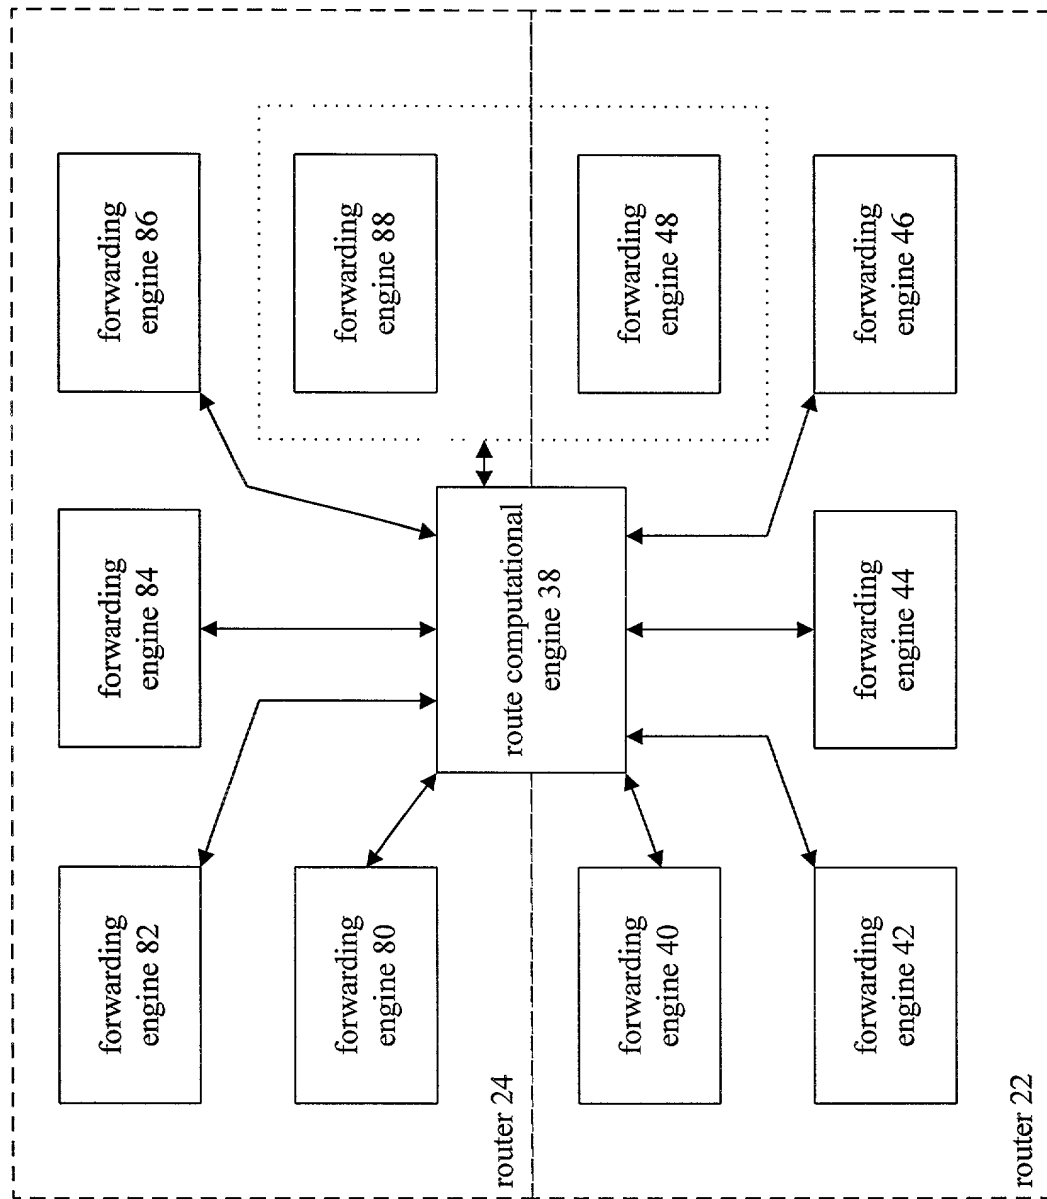 forwarding
engine 82
forwarding
engine 84
forwarding
engine 86
forwarding
engine 80
forwarding
engine 88
router 24
route computational
engine 38
forwarding
engine 40
forwarding
engine 48
forwarding
engine 42
forwarding
engine 44
forwarding
engine 46
router 22